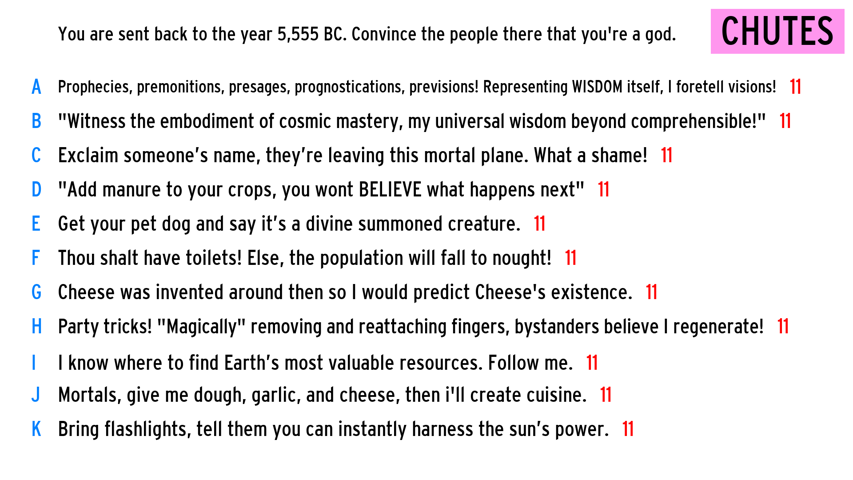 You are sent back to the year 5,555 BC. Convince the people there that you're a god. CHUTES
A Prophecies, premonitions, presages, prognostications, previsions! Representing WISDOM itself, I foretell visions! 11
B "Witness the embodiment of cosmic mastery, my universal wisdom beyond comprehensible!" 11
C Exclaim someone’s name, they’re leaving this mortal plane. What a shame! 11
D "Add manure to your crops, you wont BELIEVE what happens next" 11
E Get your pet dog and say it’s a divine summoned creature. 11
F Thou shalt have toilets! Else, the population will fall to nought! 11
G Cheese was invented around then so I would predict Cheese's existence. 11
H Party tricks! "Magically" removing and reattaching fingers, bystanders believe I regenerate! 11
I I know where to find Earth’s most valuable resources. Follow me. 11
J Mortals, give me dough, garlic, and cheese, then i'll create cuisine. 11
K Bring flashlights, tell them you can instantly harness the sun’s power. 11